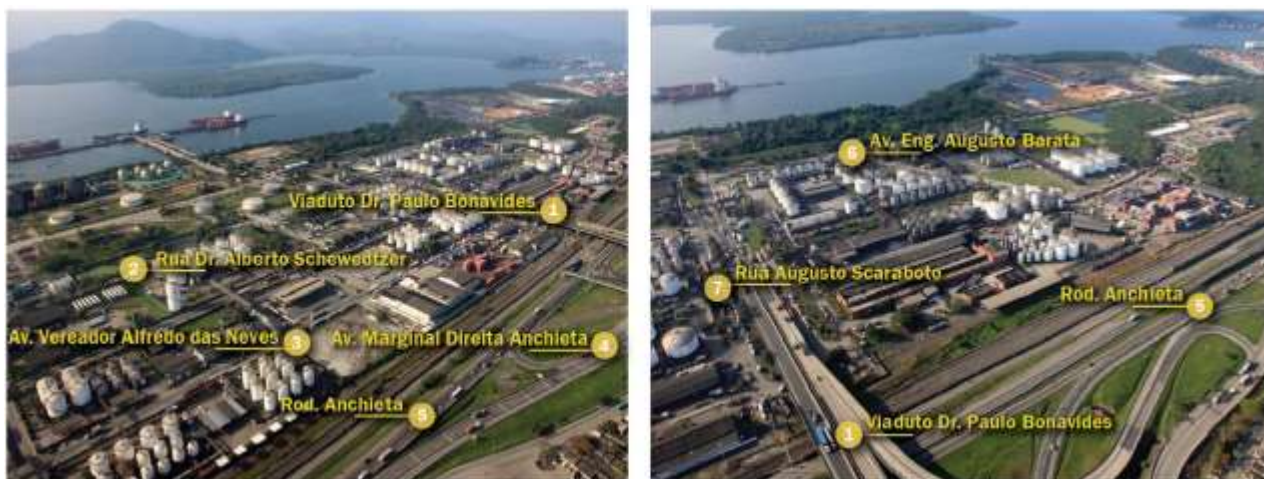 Viaduto Dr. Paulo Bonavides
1
2
Rua Dr. Alberto Schewedtzer
Av. Vereador Alfredo das Neves
3
Av. Marginal Direita Anchieta
4
Rod. Anchieta
5
6
Av. Eng. Augusto Barata
7
Rua Augusto Scaraboto
Rod. Anchieta
5
1
Viaduto Dr. Paulo Bonavides